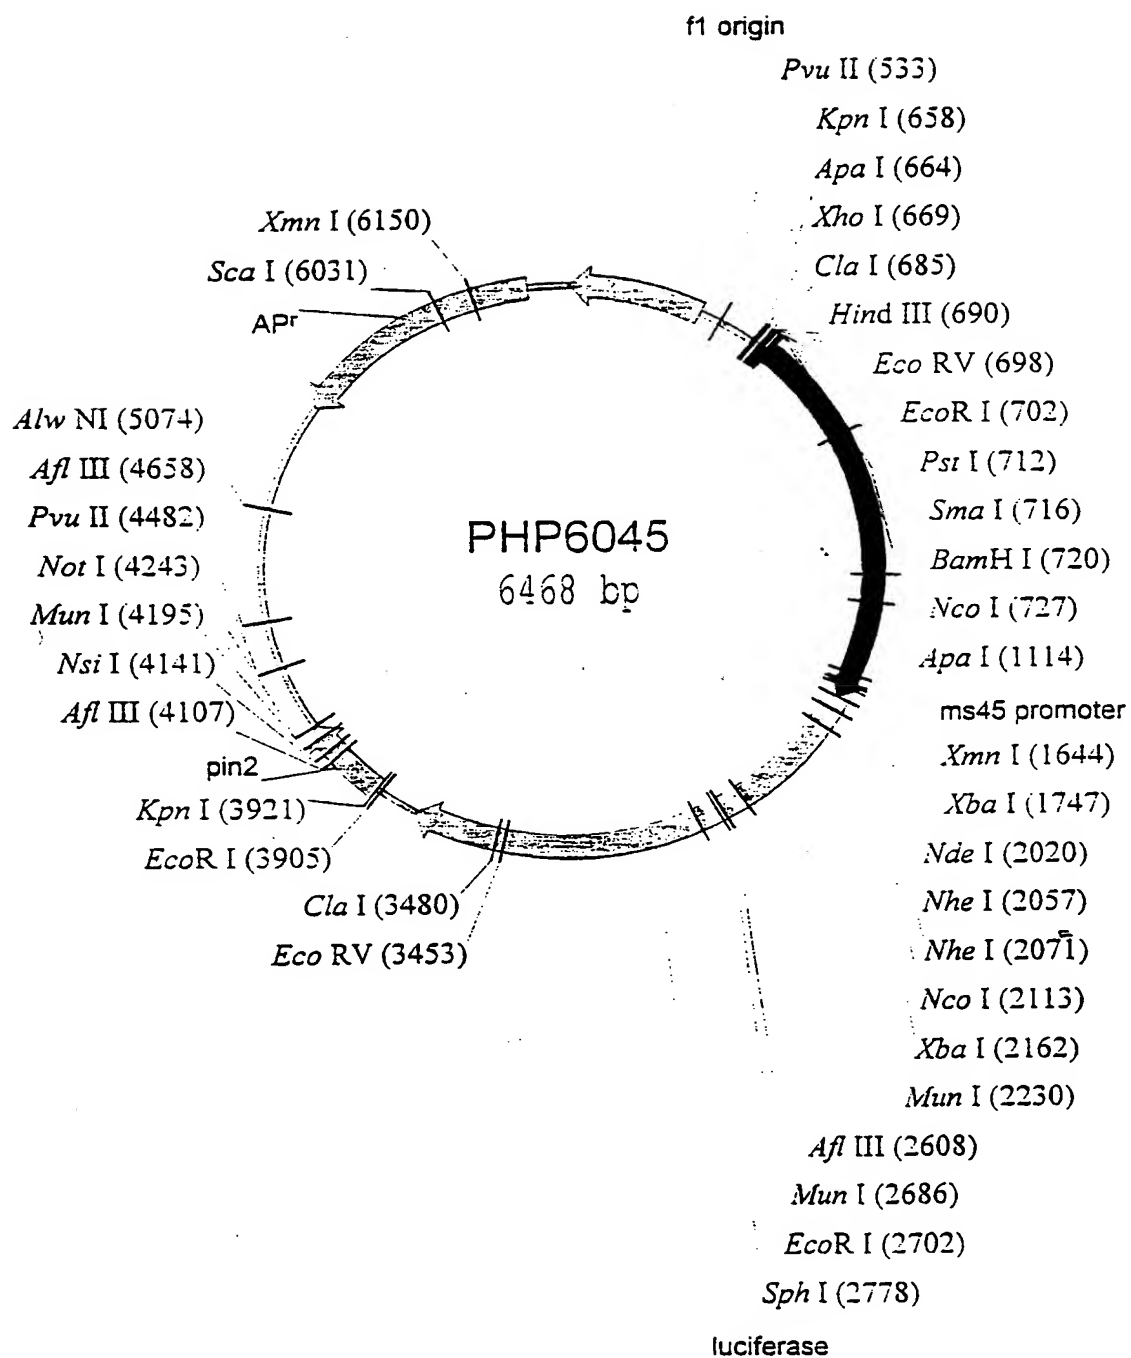 f1 origin
Pvu II (533)
Kpn I (658)
Apa I (664)
Xho I (669)
Cla I (685)
Hind III (690)
Eco RV (698)
EcoR I (702)
Pst I (712)
Sma I (716)
BamH I (720)
Nco I (727)
Apa I (1114)
ms45 promoter
Xmn I (1644)
Xba I (1747)
Nde I (2020)
Nhe I (2057)
Nhe I (2071)
Nco I (2113)
Xba I (2162)
Mun I (2230)
Afl III (2608)
Mun I (2686)
EcoR I (2702)
Sph I (2778)
luciferase
Eco RV (3453)
Cla I (3480)
EcoR I (3905)
Kpn I (3921)
pin2
Afl III (4107)
Nsi I (4141)
Mun I (4195)
Not I (4243)
Pvu II (4482)
Afl III (4658)
Alw NI (5074)
APr
Sca I (6031)
Xmn I (6150)
PHP6045
6468 bp